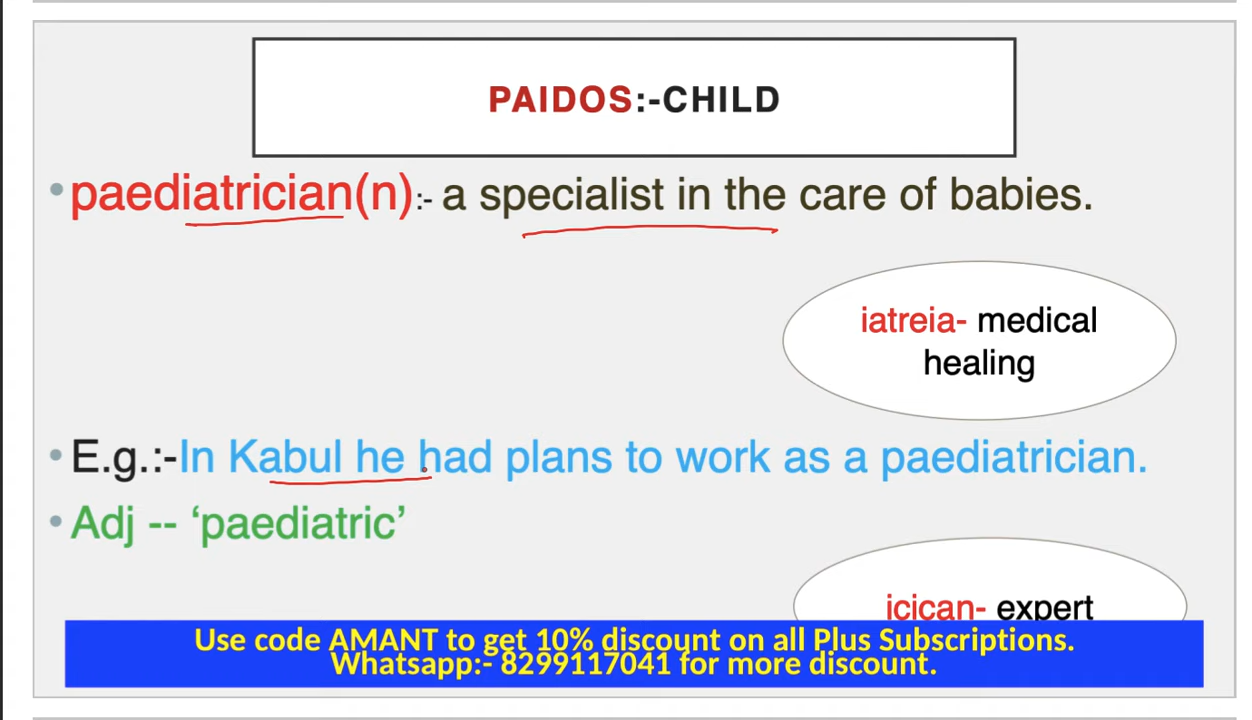 PAIDOS:-CHILD
•paediatrician(n):- a specialist in the care of babies.
iatreia- medical
healing
•E.g.:-In Kabul he had plans to work as a paediatrician.
•Adj -- ‘paediatric’
icican- expert
Use code AMANT to get 10% discount on all Plus Subscriptions.
Whatsapp:- 8299117041 for more discount.